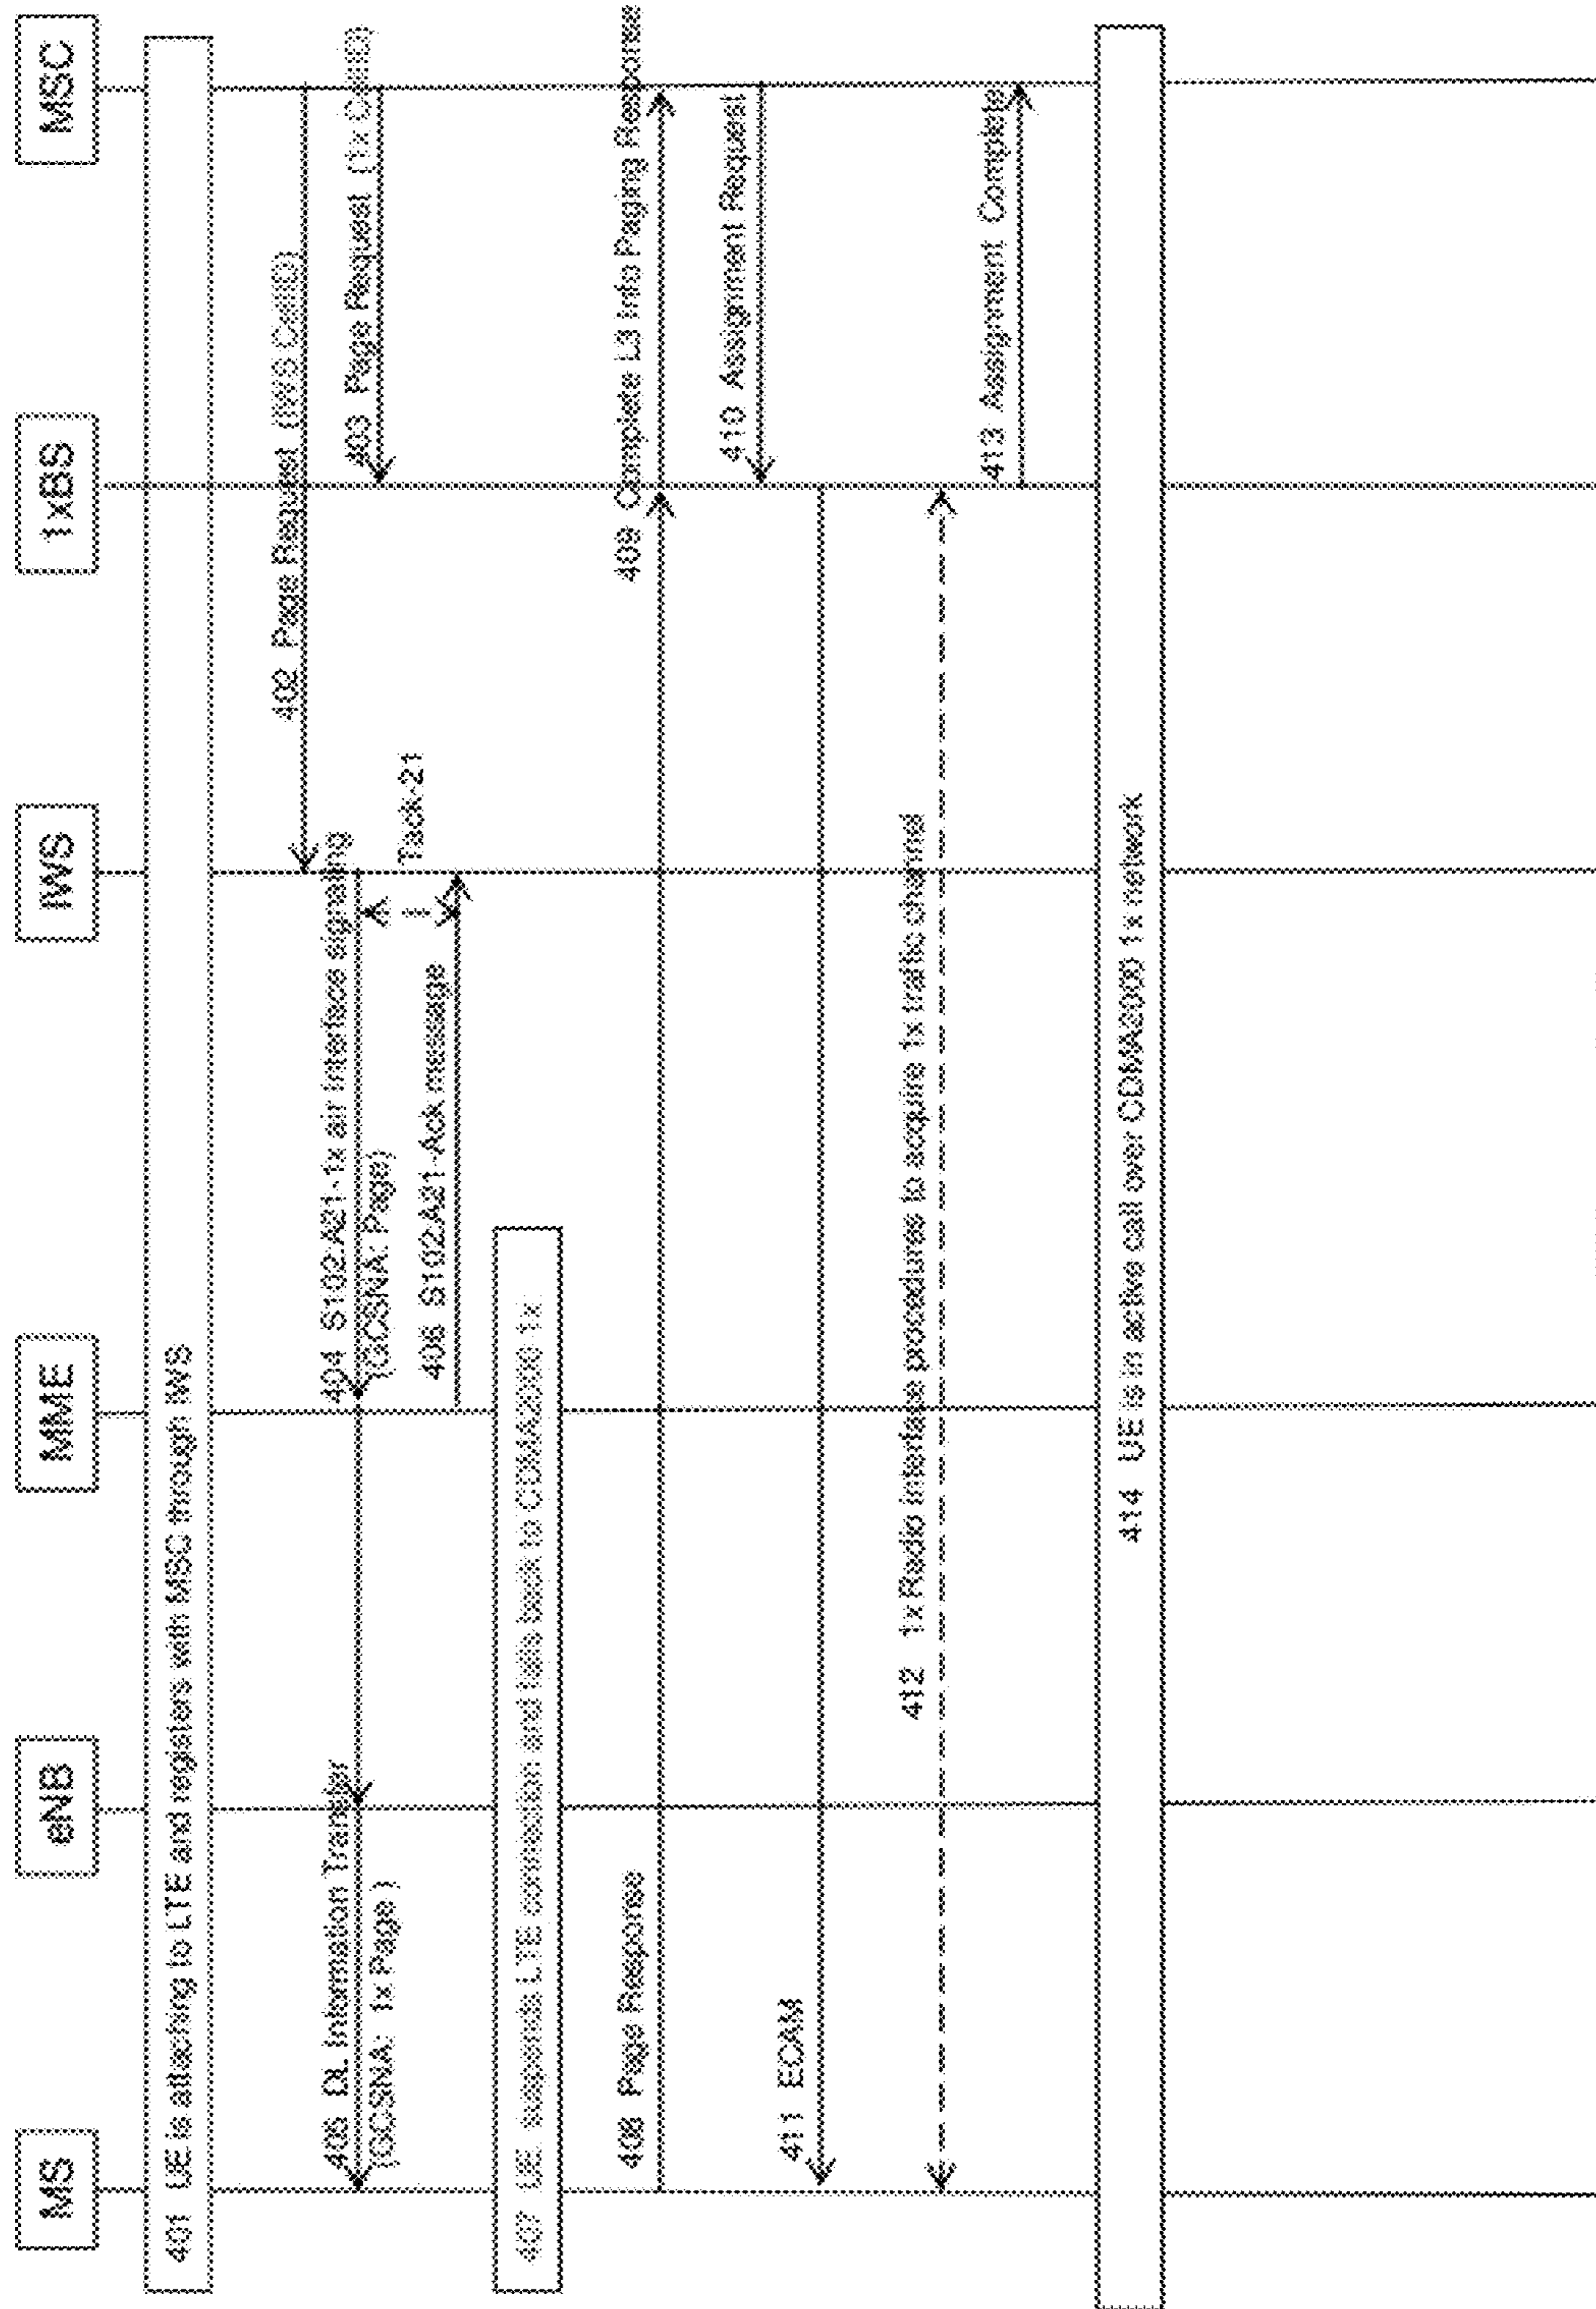 MS
eNB
MME
IWS
1xBS
MSC
401 UE is attaching to LTE and registers with MSC through IWS
402 Page Request (IWS CellID)
403 Page Request (1x CellID)
404 S102:A21-1x air interface signaling
(GCSNA: Page)
DL Information Transfer
(GCSNA: 1x Page )
Tack-21
406 S102:A21-Ack message
407 UE suspends LTE connection and falls back to CDMA2000 1x
408 Page Response
409 Complete L3 Info Paging Response
410 Assignment Request
411 ECAM
412 1x Radio interface procedures to acquire 1x traffic channel
413 Assignment Complete
414 UE is in active call over CDMA2000 1x network